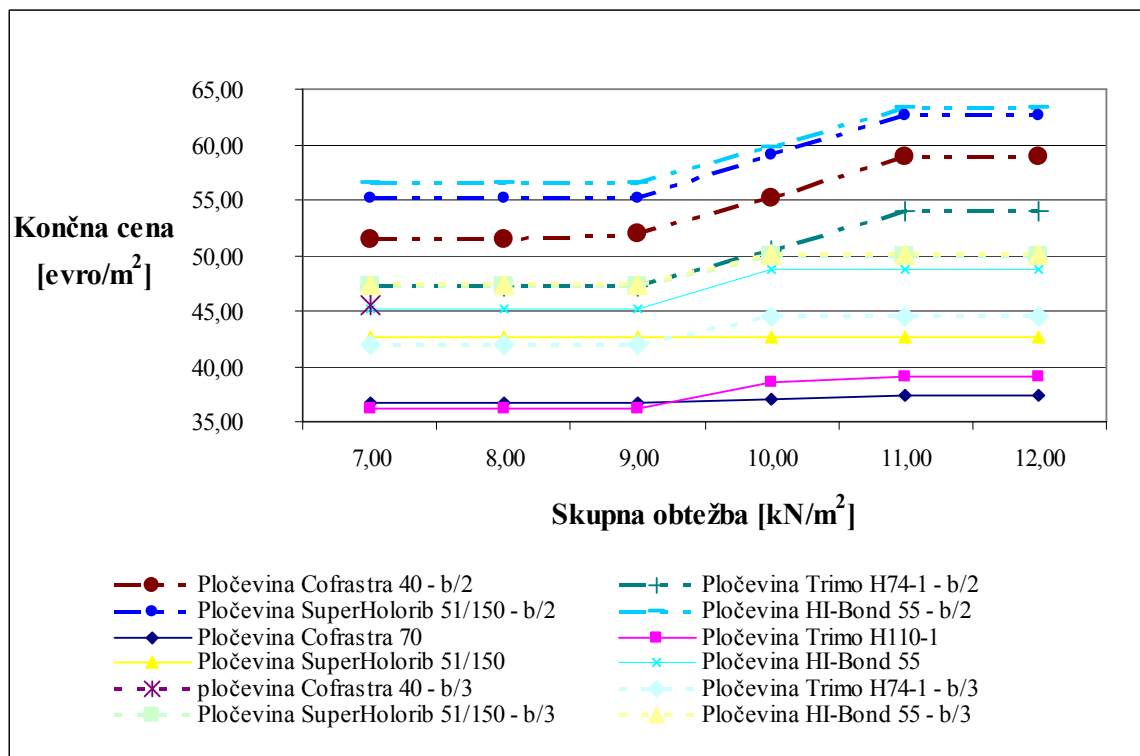 65,00
60,00
55,00
50,00
45,00
40,00
35,00
Končna cena
[evro/m²]
7,00 8,00 9,00 10,00 11,00 12,00
Skupna obtežba [kN/m²]
Pločevina Cofrastra 40 - b/2 Pločevina Trimo H74-1 - b/2
Pločevina SuperHolorib 51/150 - b/2 Pločevina HI-Bond 55 - b/2
Pločevina Cofrastra 70 Pločevina Trimo H110-1
Pločevina SuperHolorib 51/150 Pločevina HI-Bond 55
pločevina Cofrastra 40 - b/3 Pločevina Trimo H74-1 - b/3
Pločevina SuperHolorib 51/150 - b/3 Pločevina HI-Bond 55 - b/3